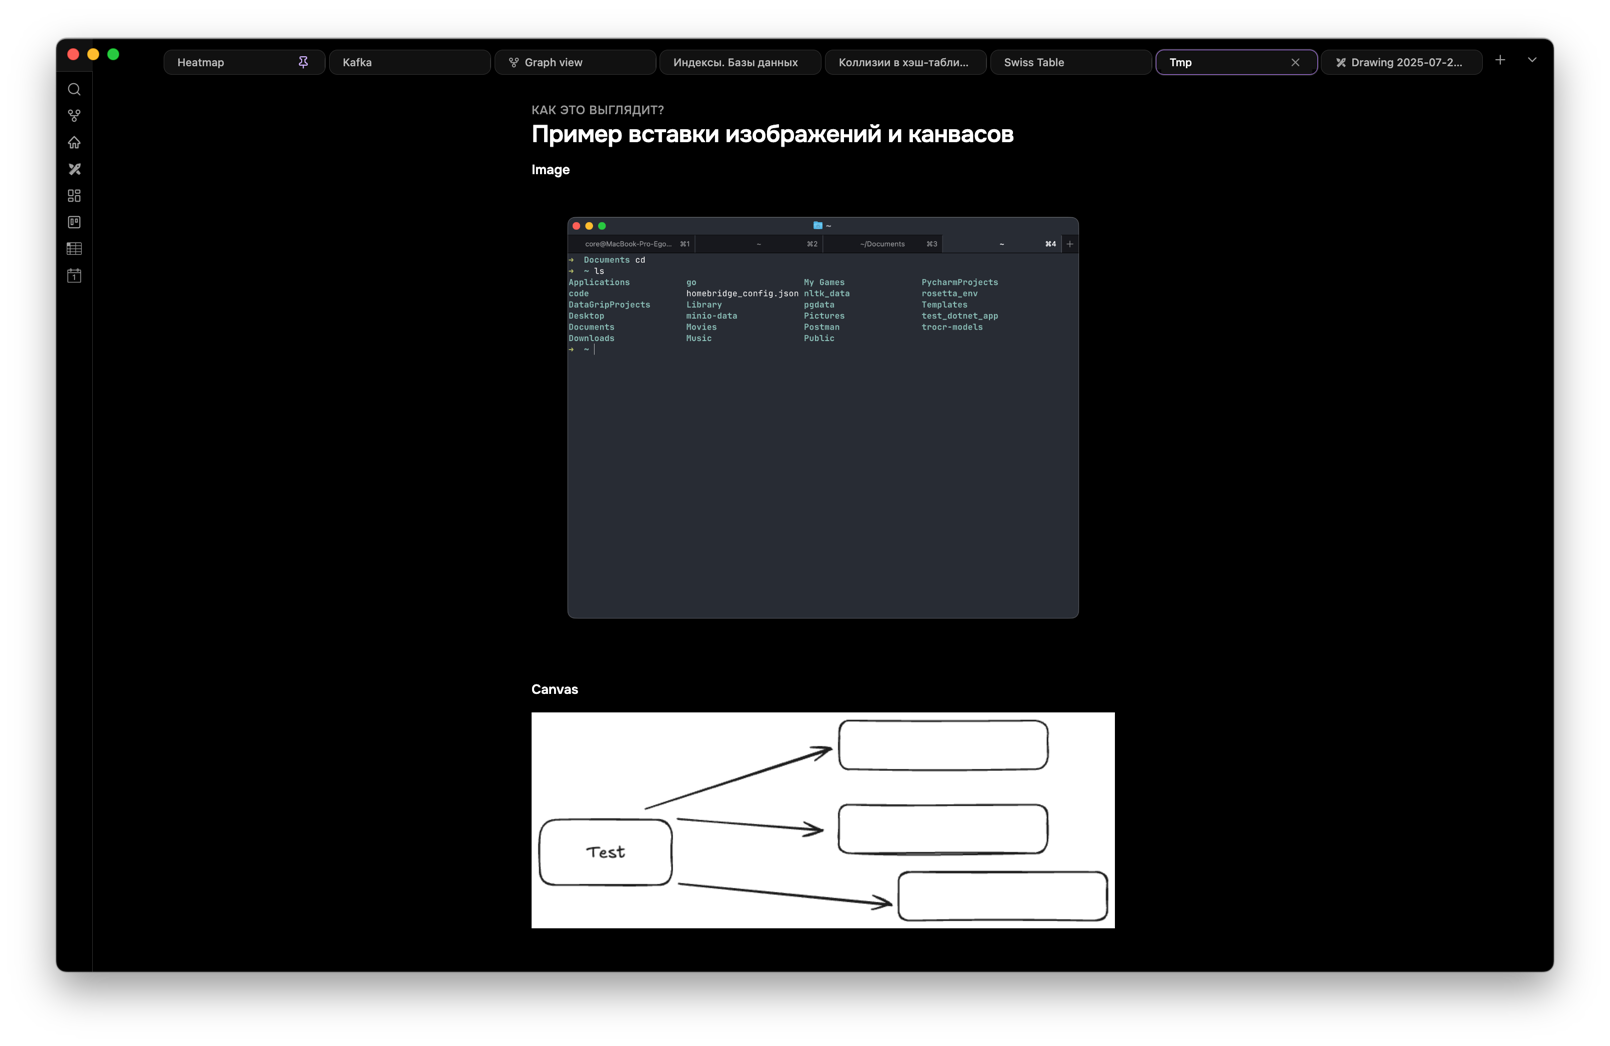 Heatmap
Kafka
Graph view
Индексы. Базы данных
Коллизии в хэш-табли...
Swiss Table
Tmp
Drawing 2025-07-2...
КАК ЭТО ВЫГЛЯДИТ?
Пример вставки изображений и канвасов
Image
~
core@MacBook-Pro-Ego... ⌘1
~ ⌘2
~/Documents ⌘3
~ ⌘4
→ Documents cd
→ ~ ls
Applications go My Games PycharmProjects
code homebridge_config.json nltk_data rosetta_env
DataGripProjects Library pgdata Templates
Desktop minio-data Pictures test_dotnet_app
Documents Movies Postman trocr-models
Downloads Music Public
→ ~
Canvas
Test